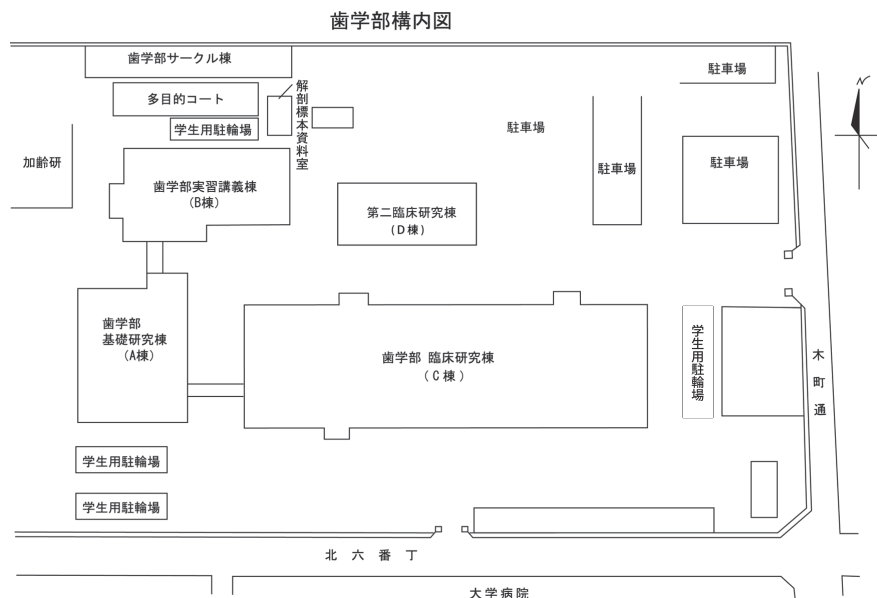 歯学部構内図
歯学部サークル棟
多目的コート
学生用駐輪場
解剖標本資料室
加齢研
歯学部実習講義棟
(B棟)
第二臨床研究棟
(D棟)
駐車場
駐車場
駐車場
駐車場
N
歯学部
基礎研究棟
(A棟)
歯学部 臨床研究棟
(C棟)
学生用駐輪場
木町通
学生用駐輪場
学生用駐輪場
北六番丁
大学病院